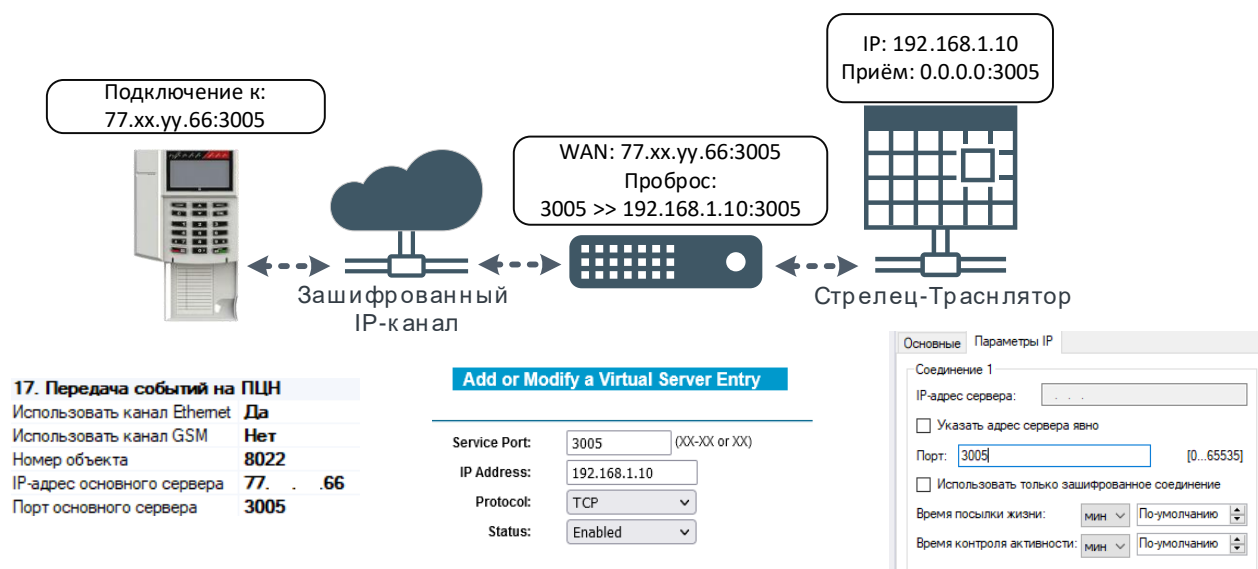 Подключение к:
77.xx.yy.66:3005
WAN: 77.xx.yy.66:3005
Проброс:
3005 >> 192.168.1.10:3005
IP: 192.168.1.10
Приём: 0.0.0.0:3005
Зашифрованный
IP-канал
Стрелец-Траснлятор
17. Передача событий на ПЦН
Использовать канал Ethernet Да
Использовать канал GSM Нет
Номер объекта 8022
IP-адрес основного сервера 77. . .66
Порт основного сервера 3005
Add or Modify a Virtual Server Entry
Service Port: 3005 (XX-XX or XX)
IP Address: 192.168.1.10
Protocol: TCP
Status: Enabled
Основные Параметры IP
Соединение 1
IP-адрес сервера: . . .
Указать адрес сервера явно
Порт: 3005 [0...65535]
Использовать только зашифрованное соединение
Время посылки жизни: мин По-умолчанию
Время контроля активности: мин По-умолчанию